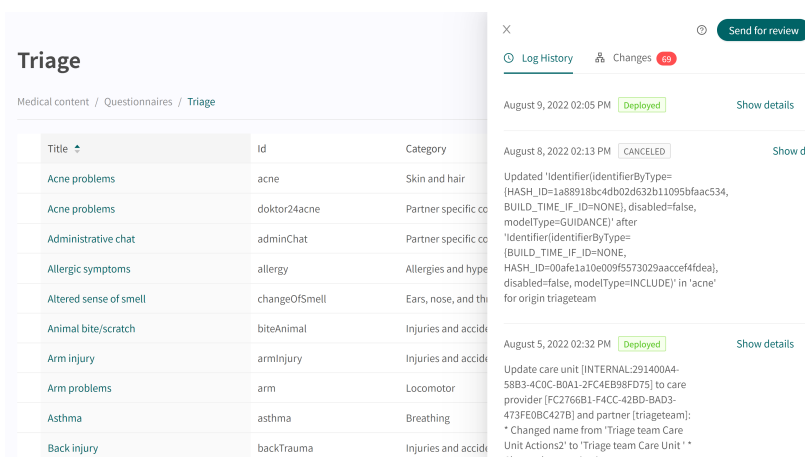 Triage
Medical content / Questionnaires / Triage
Title Id Category
Acne problems acne Skin and hair
Acne problems doktor24acne Partner specific co
Administrative chat adminChat Partner specific co
Allergic symptoms allergy Allergies and hype
Altered sense of smell changeOfSmell Ears, nose, and thr
Animal bite/scratch biteAnimal Injuries and accide
Arm injury armInjury Injuries and accide
Arm problems arm Locomotor
Asthma asthma Breathing
Back injury backTrauma Injuries and accide
Send for review
Log History Changes 69
August 9, 2022 02:05 PM Deployed Show details
August 8, 2022 02:13 PM CANCELED Show d
Updated 'Identifier(identifierByType=
{HASH_ID=1a88918bc4db02d632b11095bfaac534,
BUILD_TIME_IF_ID=NONE}, disabled=false,
modelType=GUIDANCE)' after
'Identifier(identifierByType=
{BUILD_TIME_IF_ID=NONE,
HASH_ID=00afe1a10e009f5573029aaccef4fdea},
disabled=false, modelType=INCLUDE)' in 'acne'
for origin triageteam
August 5, 2022 02:32 PM Deployed Show details
Update care unit [INTERNAL:291400A4-
58B3-4C0C-B0A1-2FC4EB98FD75] to care
provider [FC2766B1-F4CC-42BD-BAD3-
473FE0BC427B] and partner [triageteam]:
* Changed name from 'Triage team Care
Unit Actions2' to 'Triage team Care Unit ' *